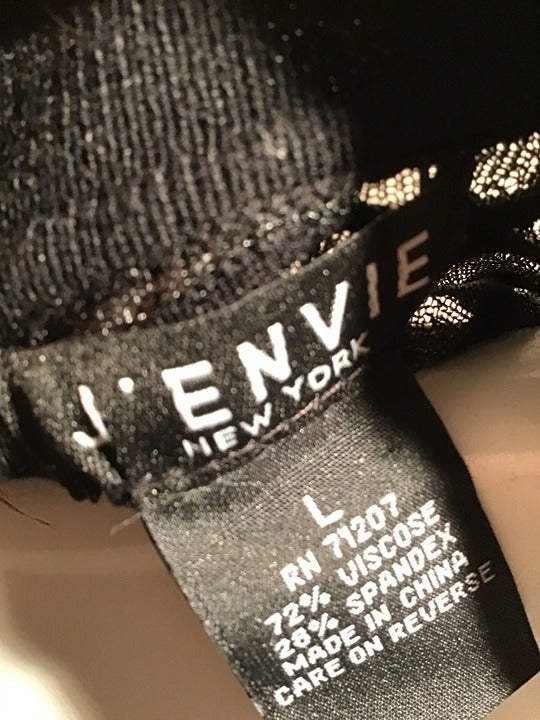 J'ENVIE
NEW YORK
L
RN 71207
72% VISCOSE
28% SPANDEX
MADE IN CHINA
CARE ON REVERSE